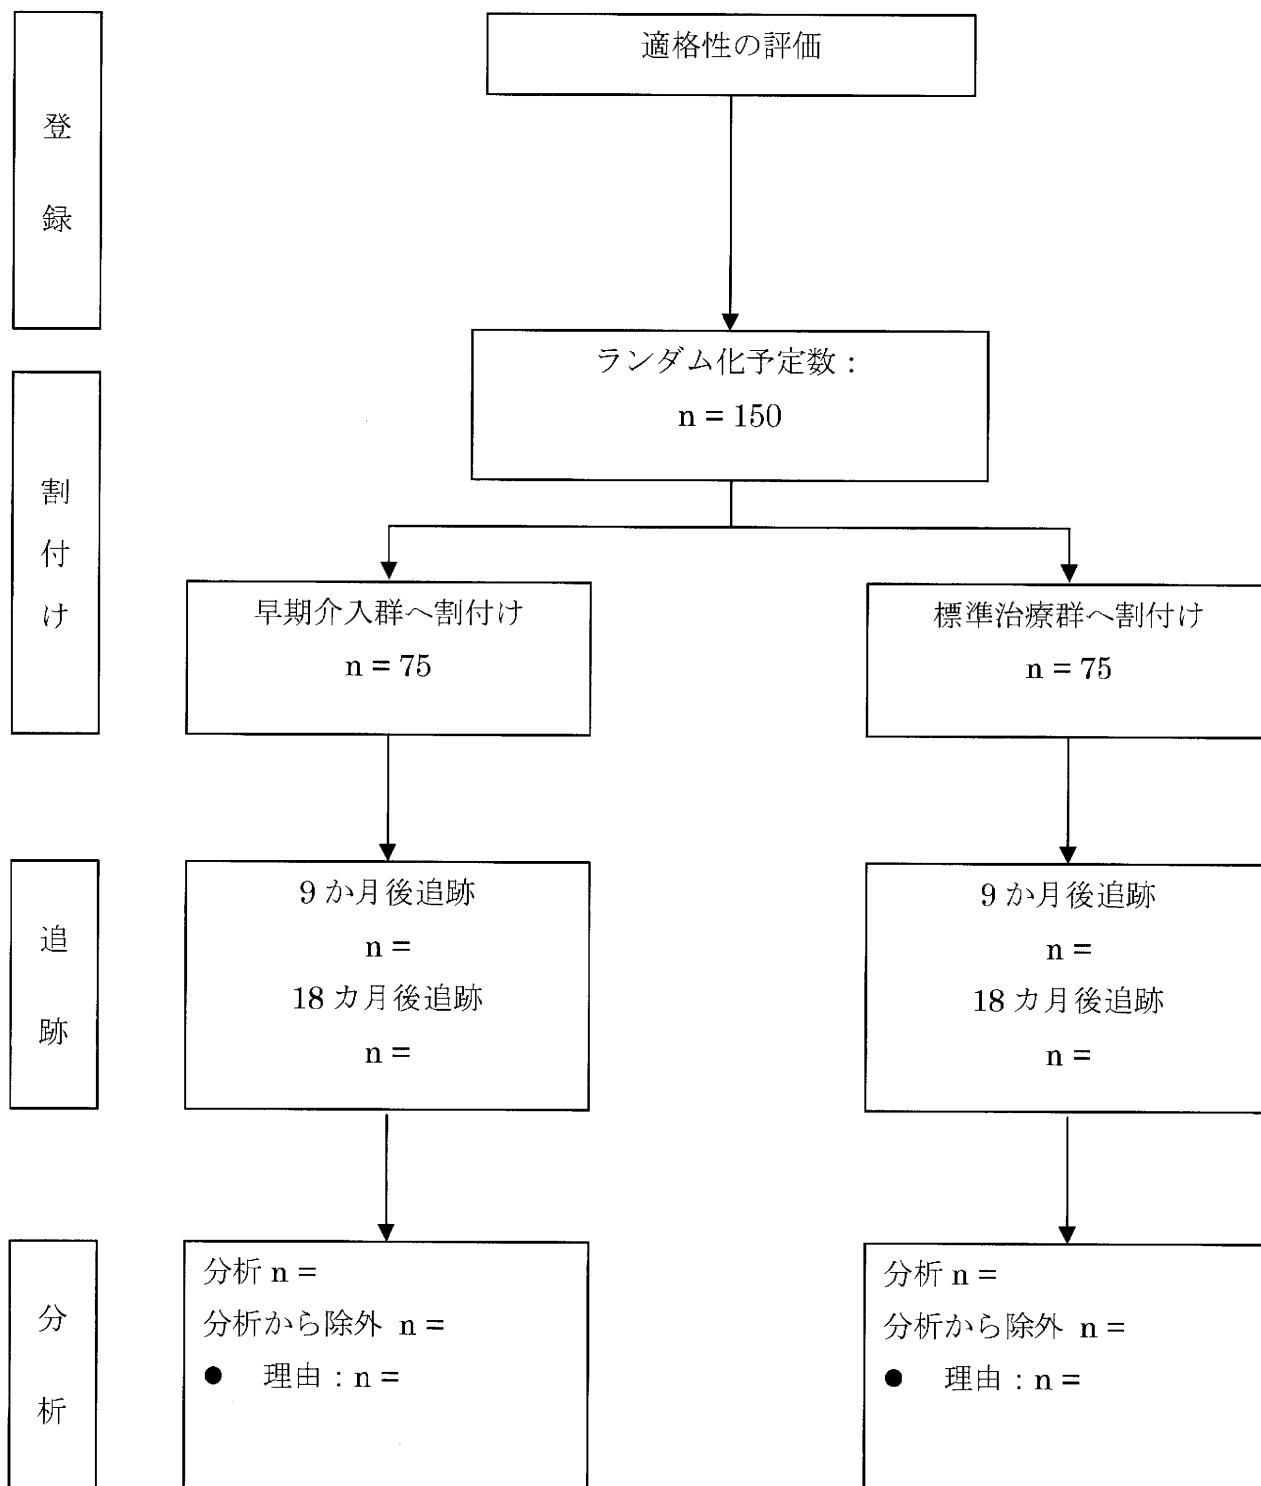 登録
適格性の評価
ランダム化予定数：
n = 150
割付け
早期介入群へ割付け
n = 75
標準治療群へ割付け
n = 75
追跡
9 か月後追跡
n =
18 カ月後追跡
n =
9 か月後追跡
n =
18 カ月後追跡
n =
分析
分析 n =
分析から除外 n =
● 理由：n =
分析 n =
分析から除外 n =
● 理由：n =